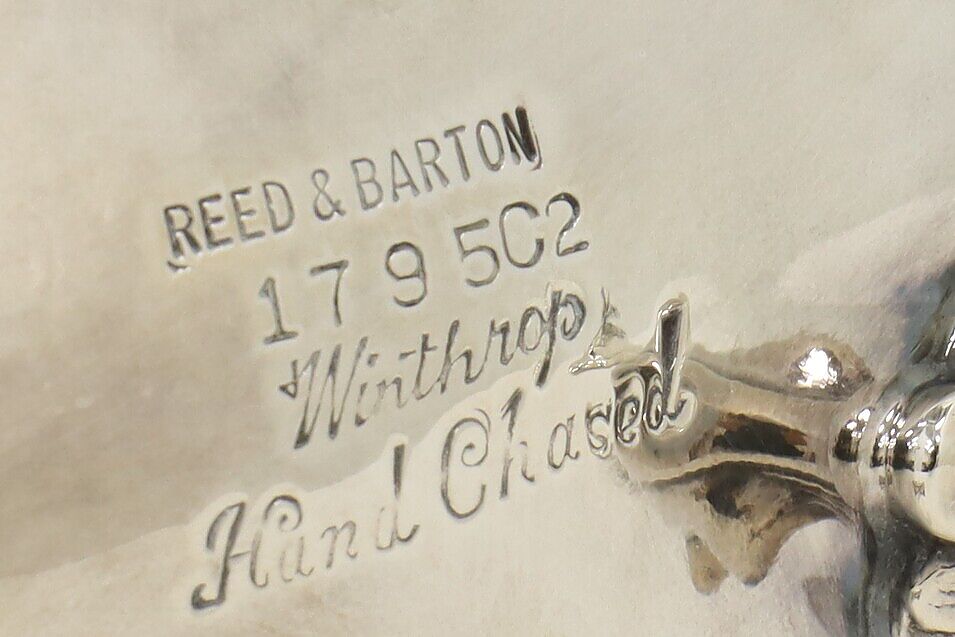 REED & BARTON
1795C2
Winthrop
Hand Chased